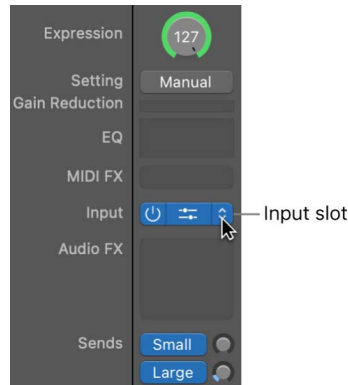 Expression 127
Setting Manual
Gain Reduction
EQ
MIDI FX
Input Input slot
Audio FX
Sends Small
Large